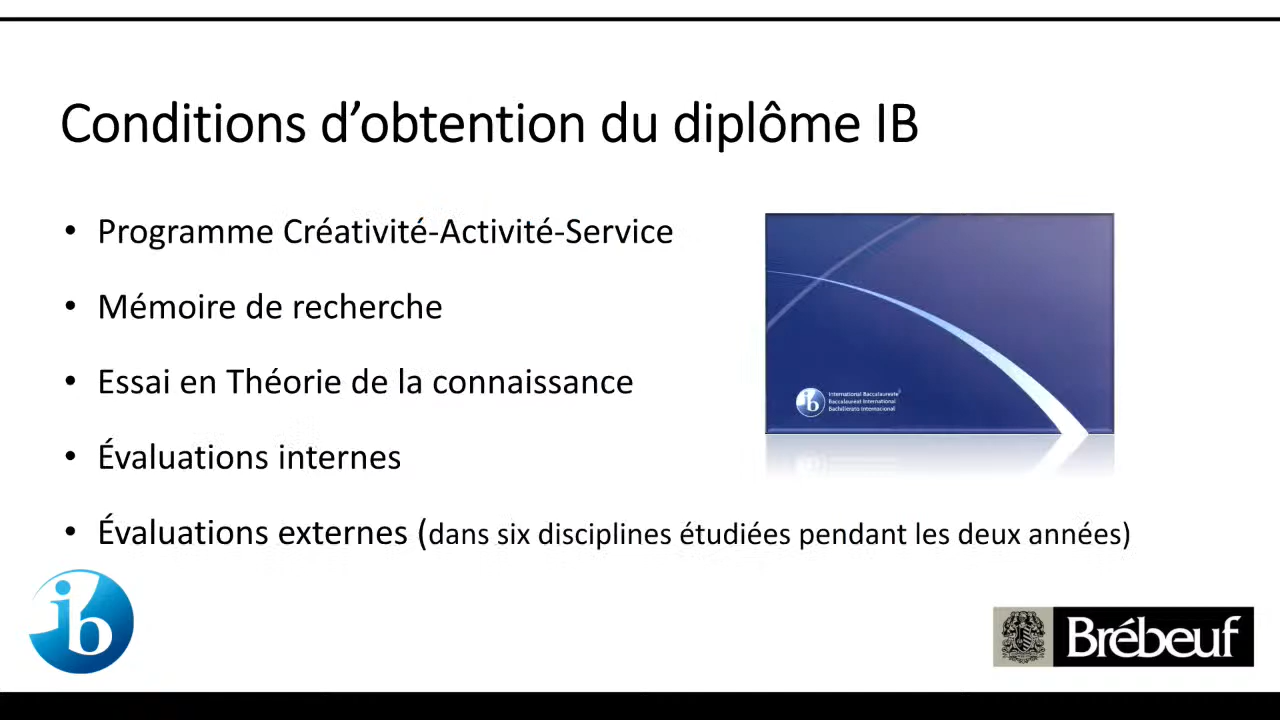 Conditions d’obtention du diplôme IB
• Programme Créativité-Activité-Service
• Mémoire de recherche
• Essai en Théorie de la connaissance
• Évaluations internes
• Évaluations externes (dans six disciplines étudiées pendant les deux années)
International Baccalaureate®
Baccalauréat International
Bachillerato Internacional
ib
ib
Brébeuf